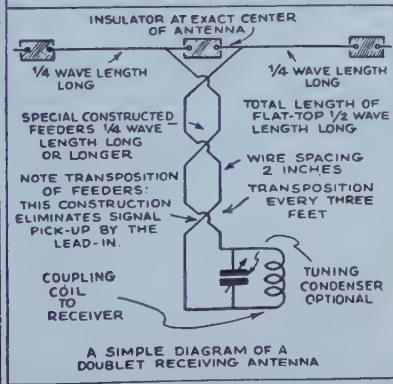 INSULATOR AT EXACT CENTER
OF ANTENNA
1/4 WAVE LENGTH
LONG
1/4 WAVE LENGTH
LONG
SPECIAL CONSTRUCTED
FEEDERS 1/4 WAVE
LENGTH LONG
OR LONGER
TOTAL LENGTH OF
FLAT-TOP 1/2 WAVE
LENGTH LONG
WIRE SPACING
2 INCHES
NOTE TRANSPOSITION
OF FEEDERS:
THIS CONSTRUCTION
ELIMINATES SIGNAL
PICK-UP BY THE
LEAD-IN.
TRANSPOSITION
EVERY THREE
FEET
COUPLING
COIL
TO
RECEIVER
TUNING
CONDENSER
OPTIONAL
A SIMPLE DIAGRAM OF A
DOUBLET RECEIVING ANTENNA